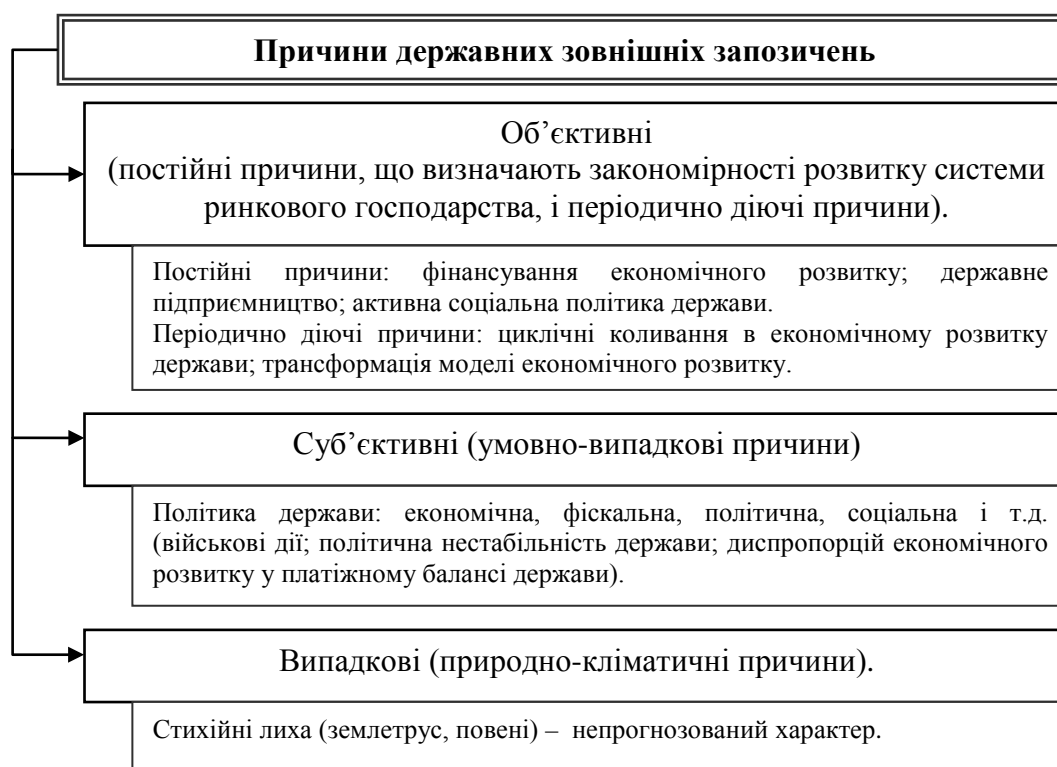 Причини державних зовнішніх запозичень
Об’єктивні
(постійні причини, що визначають закономірності розвитку системи
ринкового господарства, і періодично діючі причини).
Постійні причини: фінансування економічного розвитку; державне
підприємництво; активна соціальна політика держави.
Періодично діючі причини: циклічні коливання в економічному розвитку
держави; трансформація моделі економічного розвитку.
Суб’єктивні (умовно-випадкові причини)
Політика держави: економічна, фіскальна, політична, соціальна і т.д.
(військові дії; політична нестабільність держави; диспропорцій економічного
розвитку у платіжному балансі держави).
Випадкові (природно-кліматичні причини).
Стихійні лиха (землетрус, повені) – непрогнозований характер.